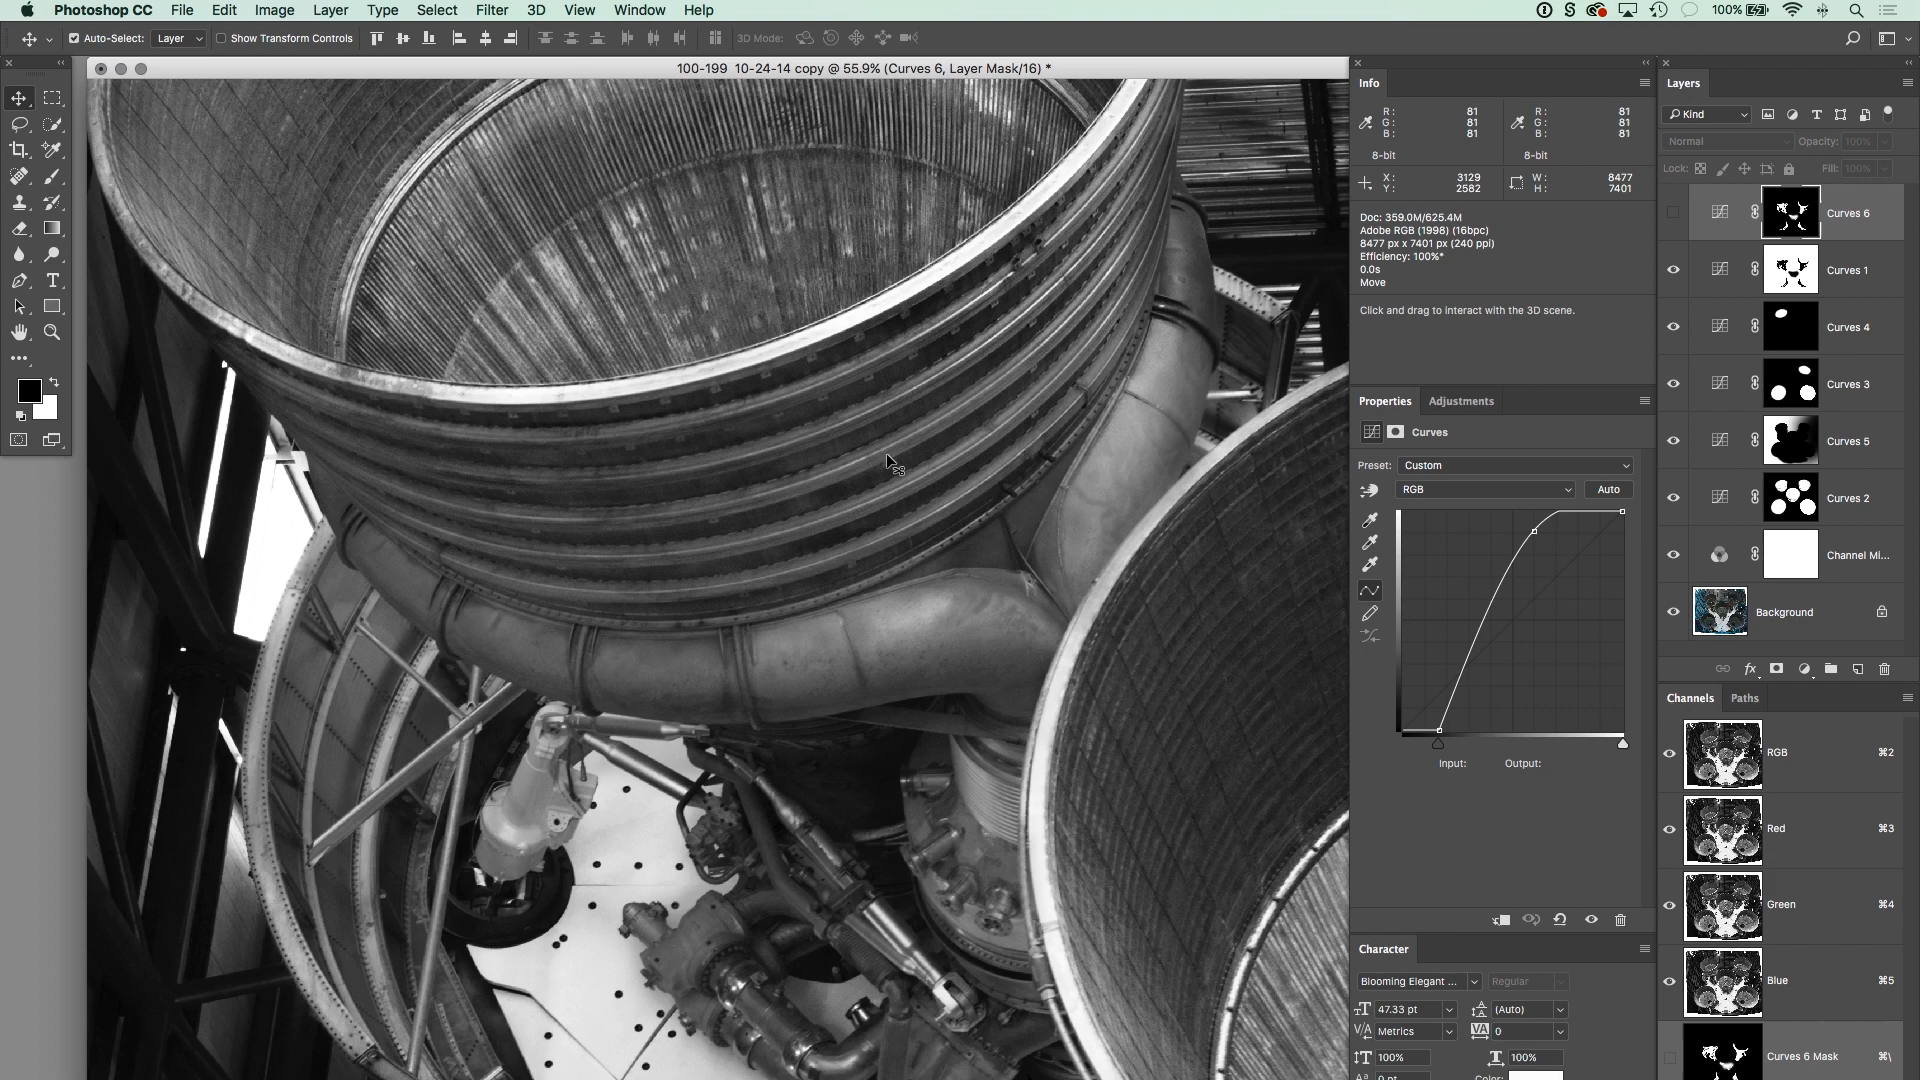 Photoshop CC File Edit Image Layer Type Select Filter 3D View Window Help 100%
Auto-Select: Layer Show Transform Controls 3D Mode:
100-199 10-24-14 copy @ 55.9% (Curves 6, Layer Mask/16) *
Info
R: 81 R: 81
G: 81 G: 81
B: 81 B: 81
8-bit 8-bit
X: 3129 W: 8477
Y: 2582 H: 7401
Doc: 359.0M/625.4M
Adobe RGB (1998) (16bpc)
8477 px x 7401 px (240 ppi)
Efficiency: 100%*
0.0s
Move
Click and drag to interact with the 3D scene.
Properties Adjustments
Curves
Preset: Custom
RGB Auto
Input: Output:
Character
Blooming Elegant ... Regular
47.33 pt (Auto)
Metrics 0
100% 100%
0 pt Color:
Layers
Kind
Normal Opacity: 100%
Lock: Fill: 100%
Curves 6
Curves 1
Curves 4
Curves 3
Curves 5
Curves 2
Channel Mi...
Background
fx
Channels Paths
RGB ⌘2
Red ⌘3
Green ⌘4
Blue ⌘5
Curves 6 Mask ⌘\